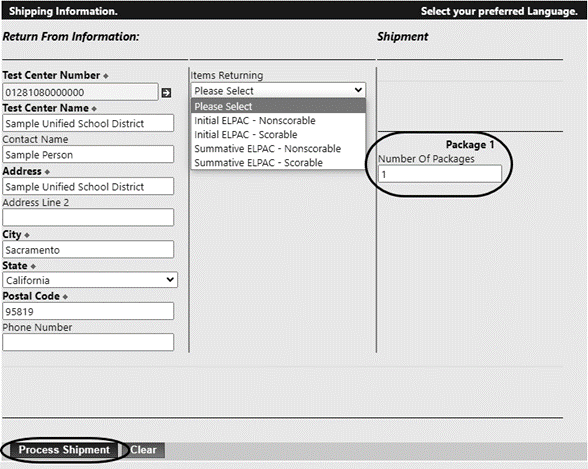 Shipping Information. Select your preferred Language.
Return From Information: Shipment
Test Center Number ◆
01281080000000
Test Center Name ◆
Sample Unified School District
Contact Name
Sample Person
Address ◆
Sample Unified School District
Address Line 2
City ◆
Sacramento
State ◆
California
Postal Code ◆
95819
Phone Number
Items Returning
Please Select
Please Select
Initial ELPAC - Nonscorable
Initial ELPAC - Scorable
Summative ELPAC - Nonscorable
Summative ELPAC - Scorable
Package 1
Number Of Packages
1
Process Shipment Clear